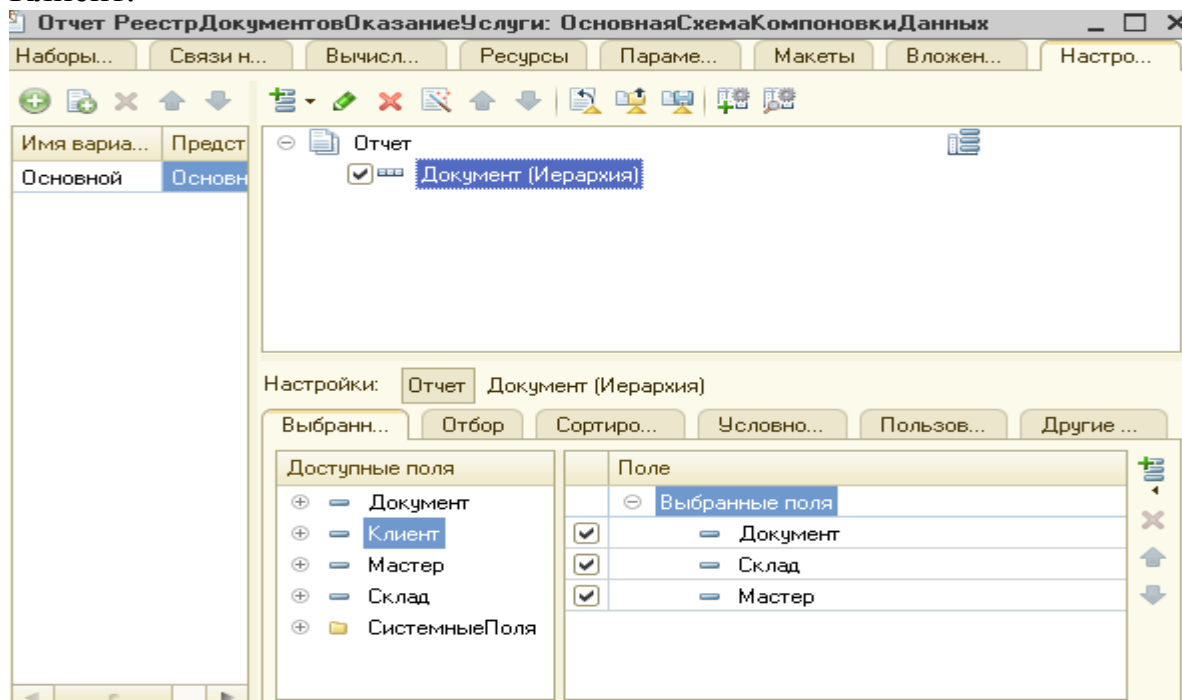 Клиент.
Отчет РеестрДокументовОказаниеУслуги: ОсновнаяСхемаКомпоновкиДанных
Наборы... Связи н... Вычисл... Ресурсы Параме... Макеты Вложен... Настро...
Имя вариа... Предст
Отчет
Основной Основн
Документ (Иерархия)
Настройки: Отчет Документ (Иерархия)
Выбранн... Отбор Сортиро... Условно... Пользов... Другие ...
Доступные поля Поле
Документ Выбранные поля
Клиент Документ
Мастер Склад
Склад Мастер
СистемныеПоля